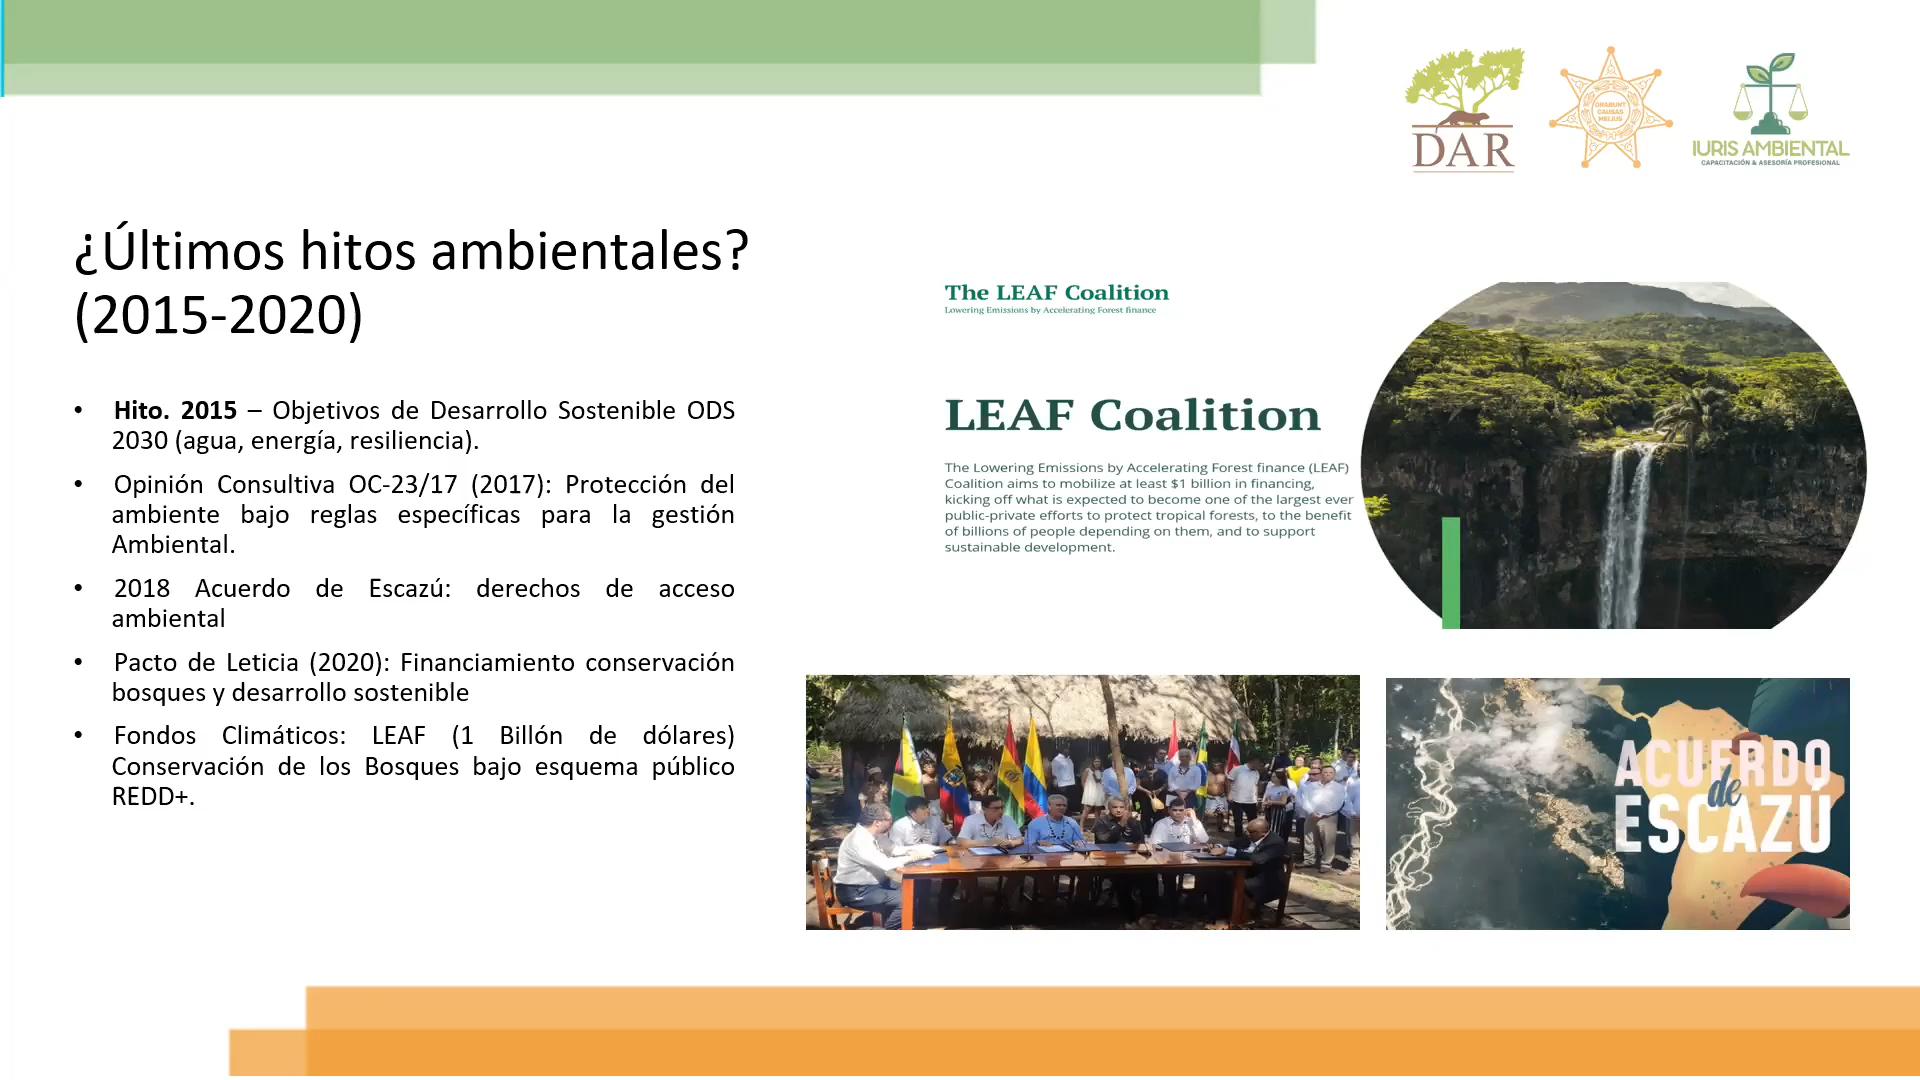 DAR
ORABUNT
CAUSAS
MELIUS
IURIS AMBIENTAL
CAPACITACIÓN & ASESORÍA PROFESIONAL
¿Últimos hitos ambientales?
(2015-2020)
• Hito. 2015 – Objetivos de Desarrollo Sostenible ODS
2030 (agua, energía, resiliencia).
• Opinión Consultiva OC-23/17 (2017): Protección del
ambiente bajo reglas específicas para la gestión
Ambiental.
• 2018 Acuerdo de Escazú: derechos de acceso
ambiental
• Pacto de Leticia (2020): Financiamiento conservación
bosques y desarrollo sostenible
• Fondos Climáticos: LEAF (1 Billón de dólares)
Conservación de los Bosques bajo esquema público
REDD+.
The LEAF Coalition
Lowering Emissions by Accelerating Forest finance
LEAF Coalition
The Lowering Emissions by Accelerating Forest finance (LEAF)
Coalition aims to mobilize at least $1 billion in financing,
kicking off what is expected to become one of the largest ever
public-private efforts to protect tropical forests, to the benefit
of billions of people depending on them, and to support
sustainable development.
ACUERDO
de
ESCAZÚ